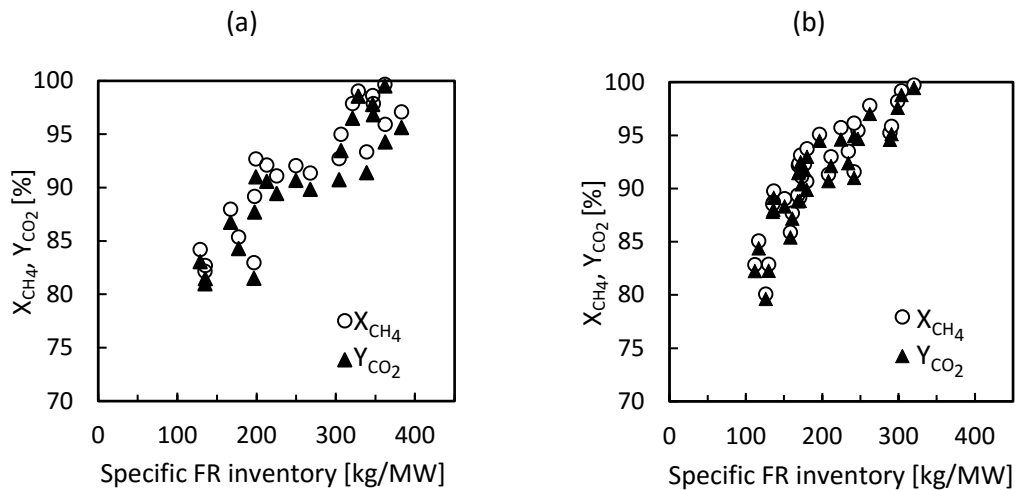 (a)
X_CH4, Y_CO2 [%]
100
95
90
85
80
75
70
X_CH4
Y_CO2
0 100 200 300 400
Specific FR inventory [kg/MW]
(b)
X_CH4, Y_CO2 [%]
100
95
90
85
80
75
70
X_CH4
Y_CO2
0 100 200 300 400
Specific FR inventory [kg/MW]